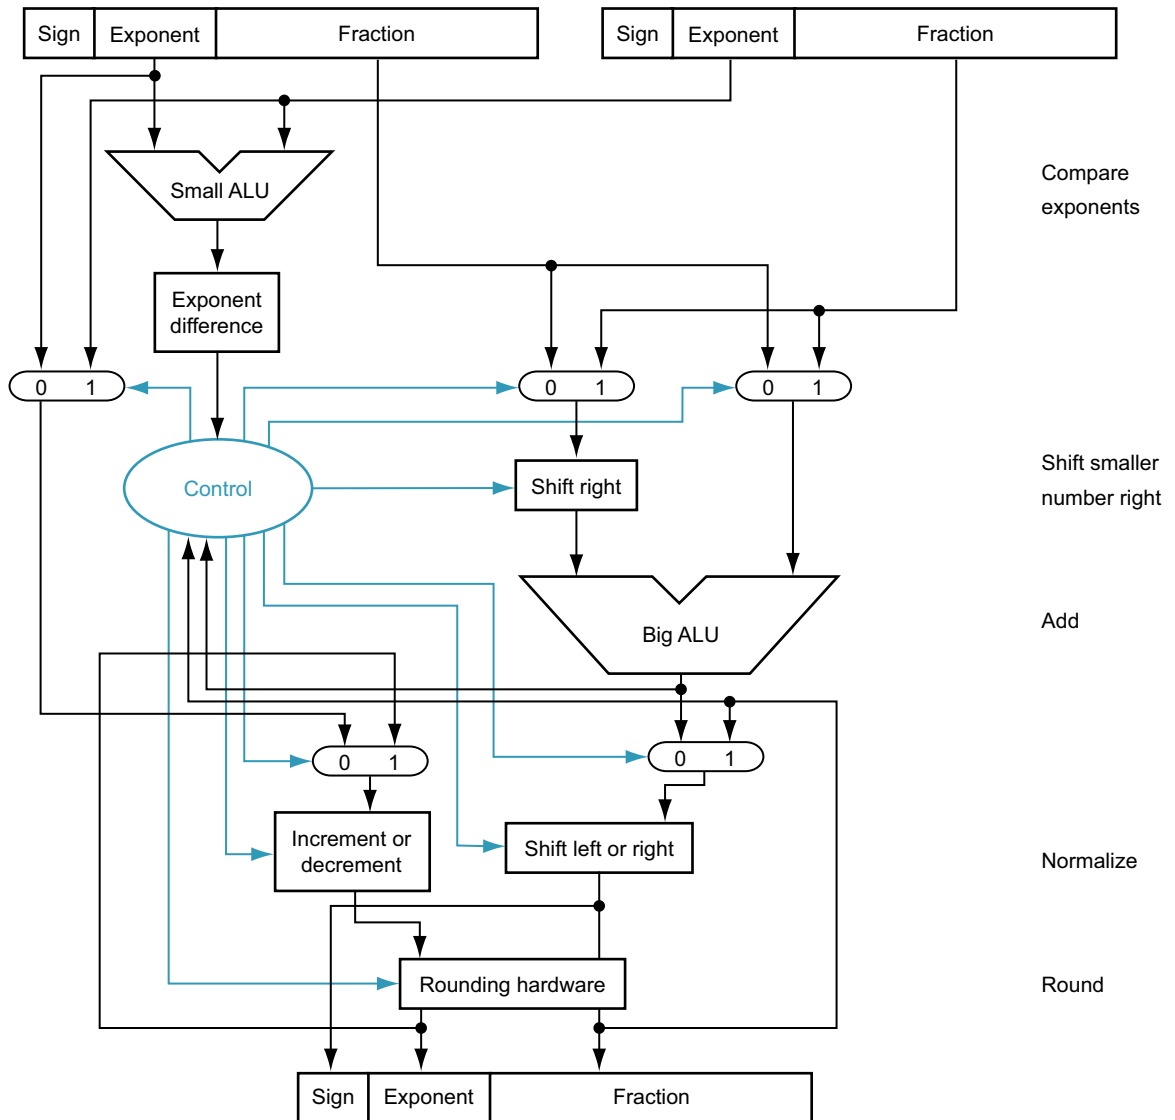 Sign Exponent Fraction Sign Exponent Fraction
Small ALU
Compare
exponents
Exponent
difference
0 1 0 1 0 1
Control
Shift right
Shift smaller
number right
Big ALU
Add
0 1 0 1
Increment or
decrement
Shift left or right
Normalize
Rounding hardware
Round
Sign Exponent Fraction